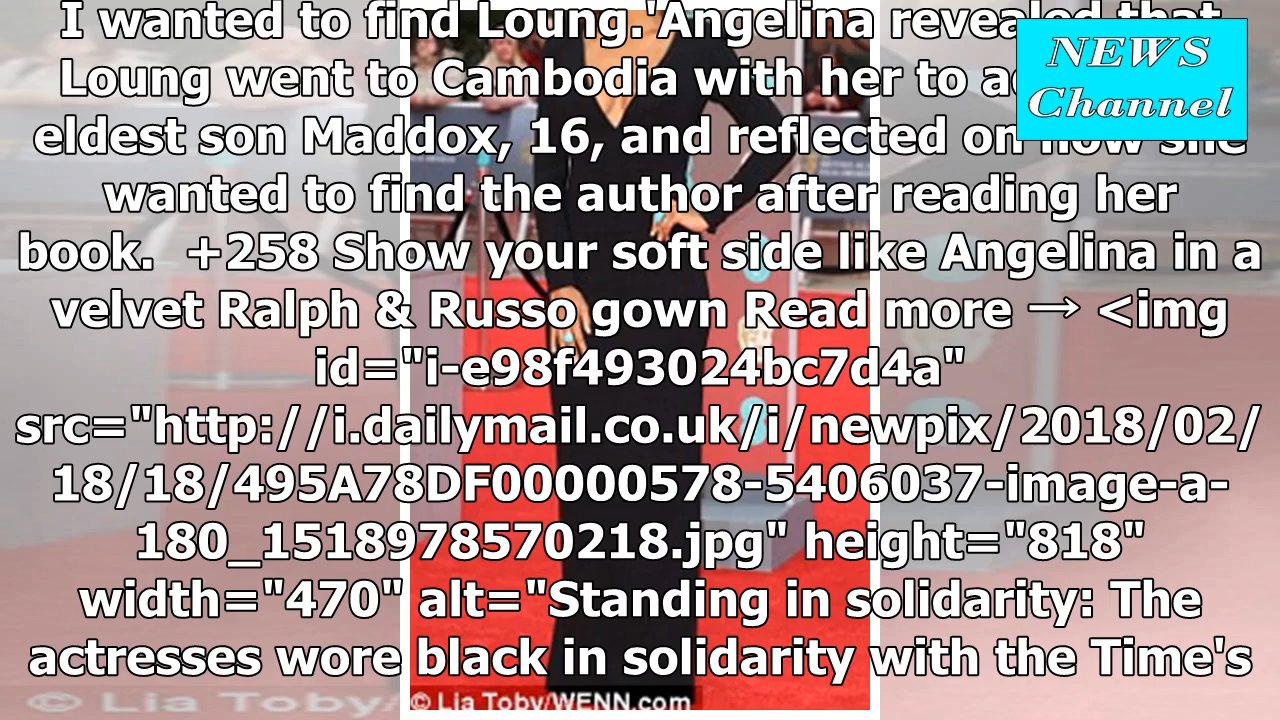 I wanted to find Loung.'Angelina revealed that
Loung went to Cambodia with her to
eldest son Maddox, 16, and reflected on how she
wanted to find the author after reading her
book.  +258 Show your soft side like Angelina in a
velvet Ralph & Russo gown Read more → <img
id="i-e98f493024bc7d4a"
src="http://i.dailymail.co.uk/i/newpix/2018/02/
18/18/495A78DF00000578-5406037-image-a-
180_1518978570218.jpg" height="818"
width="470" alt="Standing in solidarity: The
actresses wore black in solidarity with the Time's
NEWS
Channel
© Lia Toby/
© Lia Toby/WENN.com